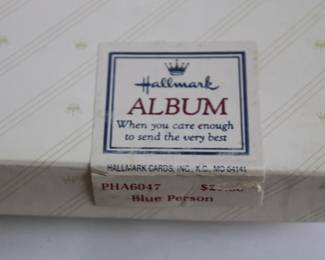 Hallmark
ALBUM
When you care enough
to send the very best
HALLMARK CARDS, INC., K.C., MO 64141
PHA6047
Blue Person